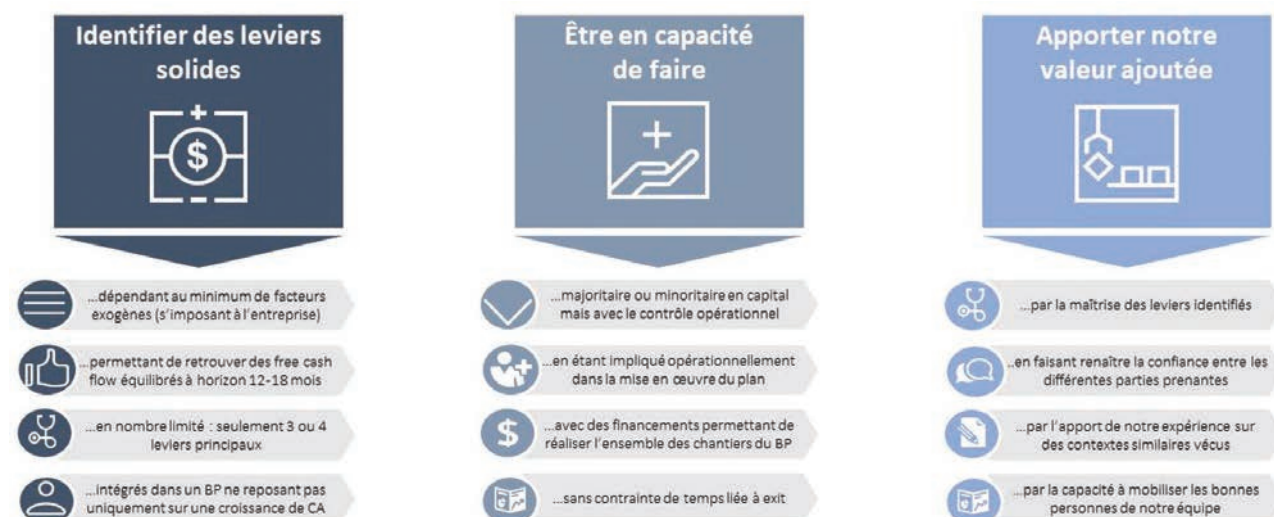 Identifier des leviers
solides
$
...dépendant au minimum de facteurs
exogènes (s'imposant à l'entreprise)
...permettant de retrouver des free cash
flow équilibrés à horizon 12-18 mois
...en nombre limité : seulement 3 ou 4
leviers principaux
...intégrés dans un BP ne reposant pas
uniquement sur une croissance de CA
Être en capacité
de faire
...majoritaire ou minoritaire en capital
mais avec le contrôle opérationnel
...en étant impliqué opérationnellement
dans la mise en œuvre du plan
$
...avec des financements permettant de
réaliser l'ensemble des chantiers du BP
...sans contrainte de temps liée à exit
Apporter notre
valeur ajoutée
...par la maîtrise des leviers identifiés
..en faisant renaître la confiance entre les
différentes parties prenantes
...par l'apport de notre expérience sur
des contextes similaires vécus
...par la capacité à mobiliser les bonnes
personnes de notre équipe